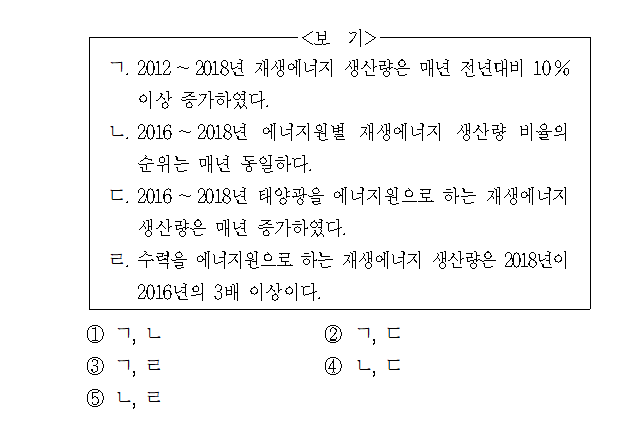 <보 기>
ㄱ. 2012 ~ 2018년 재생에너지 생산량은 매년 전년대비 10%
이상 증가하였다.
ㄴ. 2016 ~ 2018년 에너지원별 재생에너지 생산량 비율의
순위는 매년 동일하다.
ㄷ. 2016 ~ 2018년 태양광을 에너지원으로 하는 재생에너지
생산량은 매년 증가하였다.
ㄹ. 수력을 에너지원으로 하는 재생에너지 생산량은 2018년이
2016년의 3배 이상이다.
① ㄱ, ㄴ ② ㄱ, ㄷ
③ ㄱ, ㄹ ④ ㄴ, ㄷ
⑤ ㄴ, ㄹ